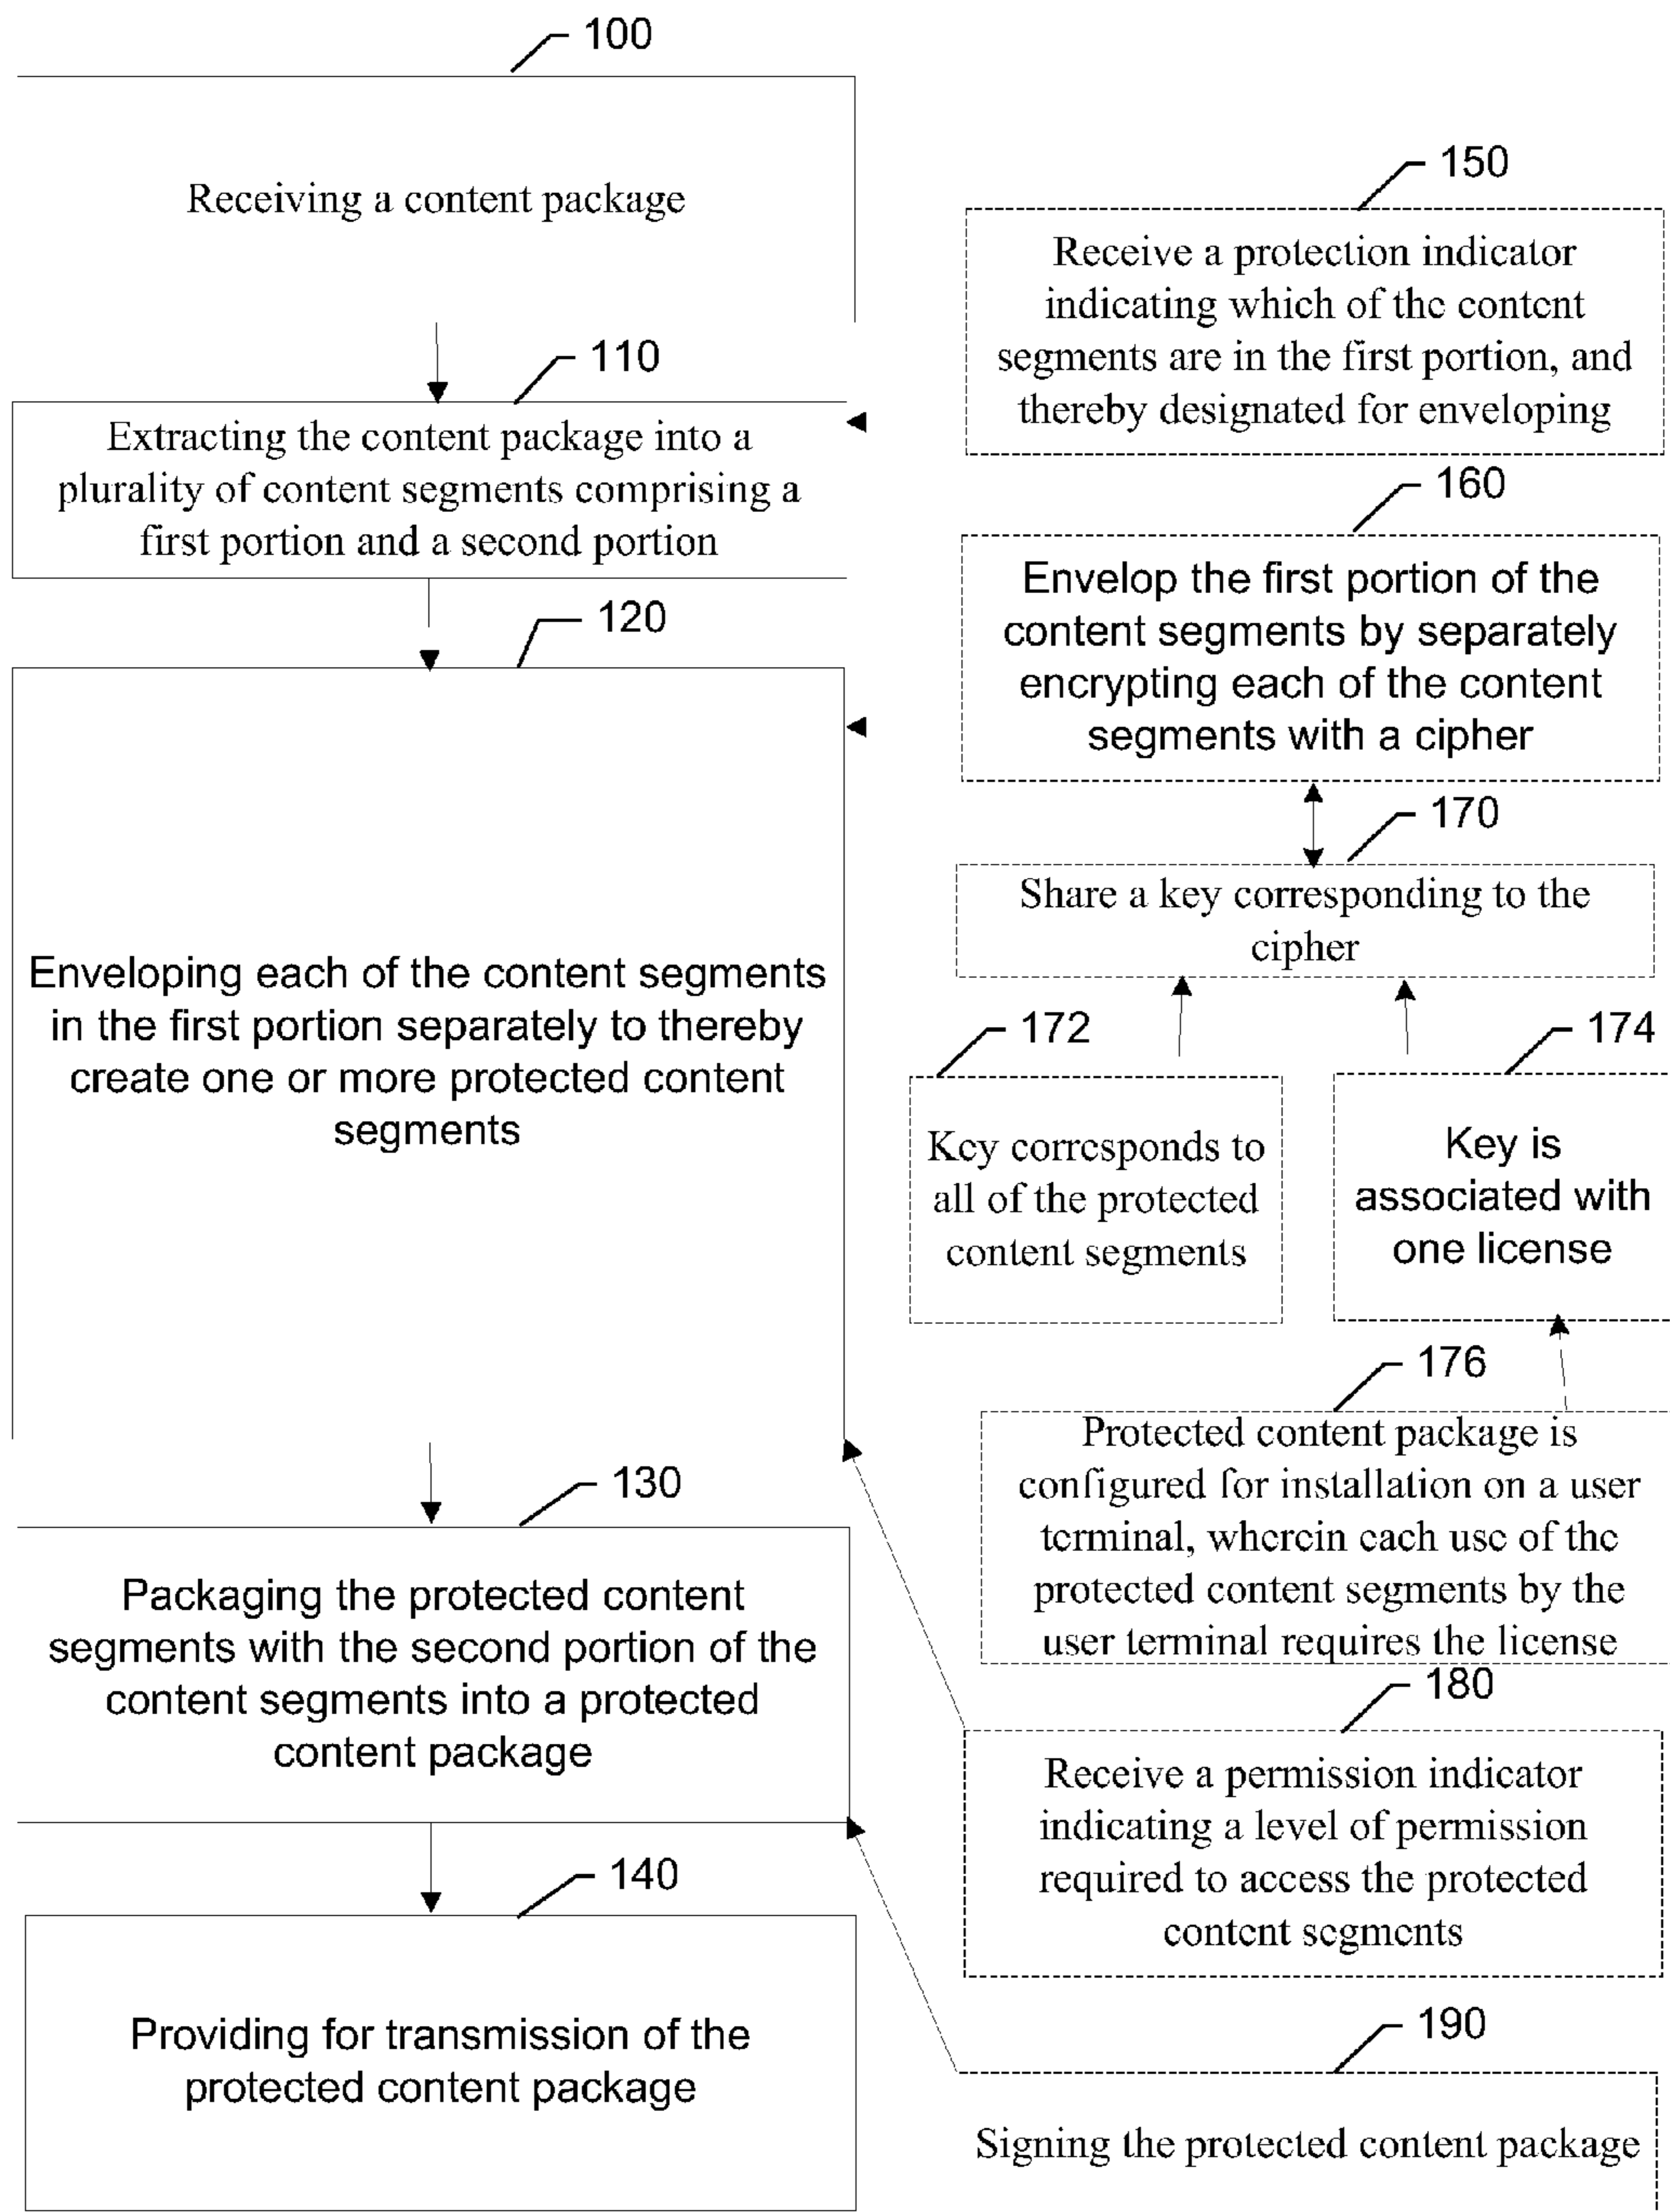 100
Receiving a content package
110
Extracting the content package into a
plurality of content segments comprising a
first portion and a second portion
120
Enveloping each of the content segments
in the first portion separately to thereby
create one or more protected content
segments
130
Packaging the protected content
segments with the second portion of the
content segments into a protected
content package
140
Providing for transmission of the
protected content package
150
Receive a protection indicator
indicating which of the content
segments are in the first portion, and
thereby designated for enveloping
160
Envelop the first portion of the
content segments by separately
encrypting each of the content
segments with a cipher
170
Share a key corresponding to the
cipher
172
Key corresponds to
all of the protected
content segments
174
Key is
associated with
one license
176
Protected content package is
configured for installation on a user
terminal, wherein each use of the
protected content segments by the
user terminal requires the license
180
Receive a permission indicator
indicating a level of permission
required to access the protected
content segments
190
Signing the protected content package